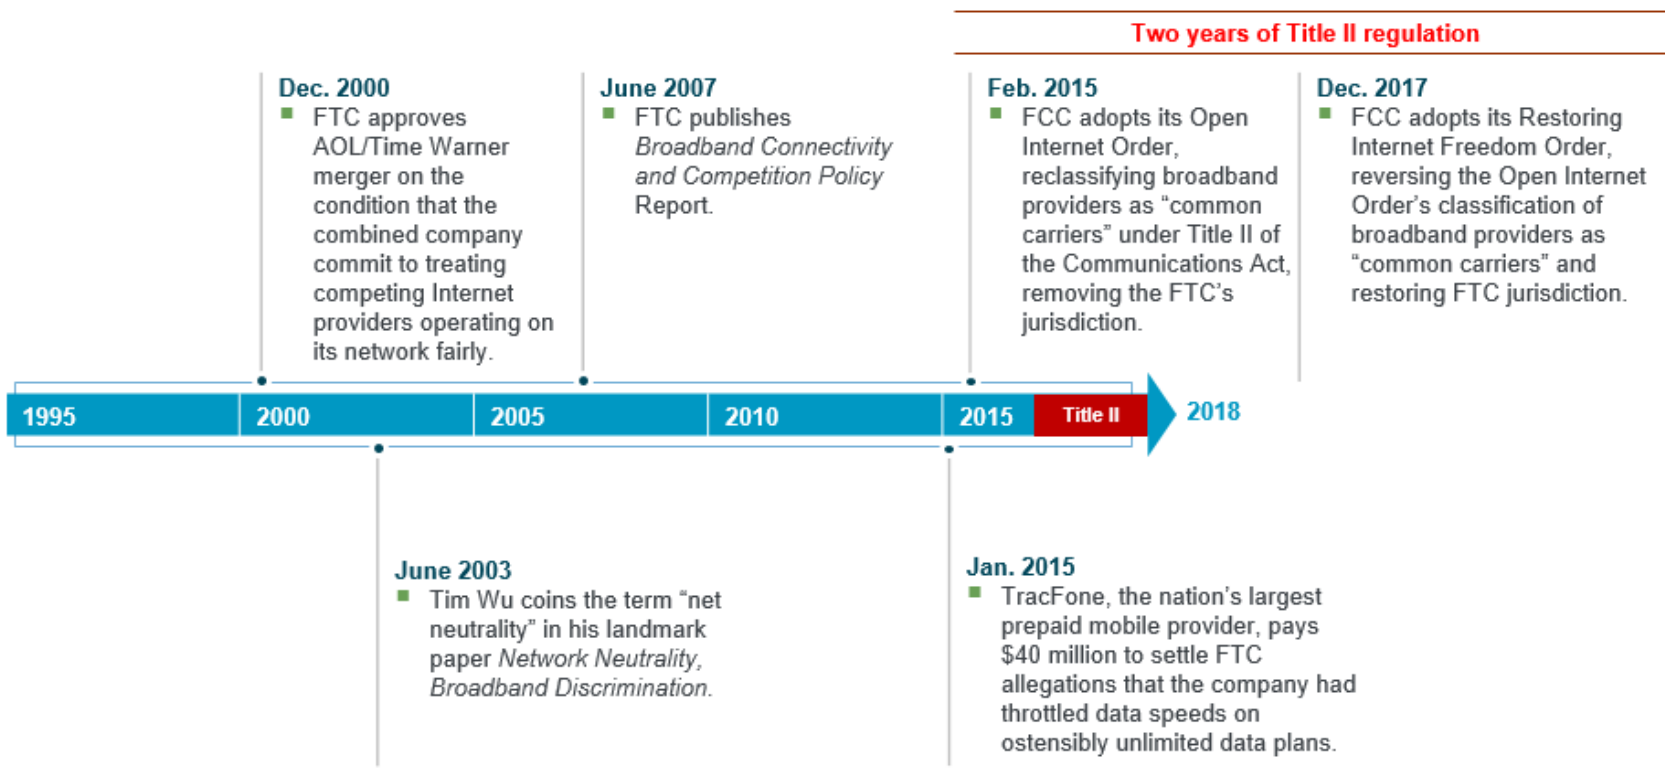 Two years of Title II regulation
Dec. 2000
FTC approves
AOL/Time Warner
merger on the
condition that the
combined company
commit to treating
competing Internet
providers operating on
its network fairly.
June 2007
FTC publishes
Broadband Connectivity
and Competition Policy
Report.
Feb. 2015
FCC adopts its Open
Internet Order,
reclassifying broadband
providers as “common
carriers” under Title II of
the Communications Act,
removing the FTC’s
jurisdiction.
Dec. 2017
FCC adopts its Restoring
Internet Freedom Order,
reversing the Open Internet
Order’s classification of
broadband providers as
“common carriers” and
restoring FTC jurisdiction.
1995 2000 2005 2010 2015 Title II 2018
June 2003
Tim Wu coins the term “net
neutrality” in his landmark
paper Network Neutrality,
Broadband Discrimination.
Jan. 2015
TracFone, the nation’s largest
prepaid mobile provider, pays
$40 million to settle FTC
allegations that the company had
throttled data speeds on
ostensibly unlimited data plans.